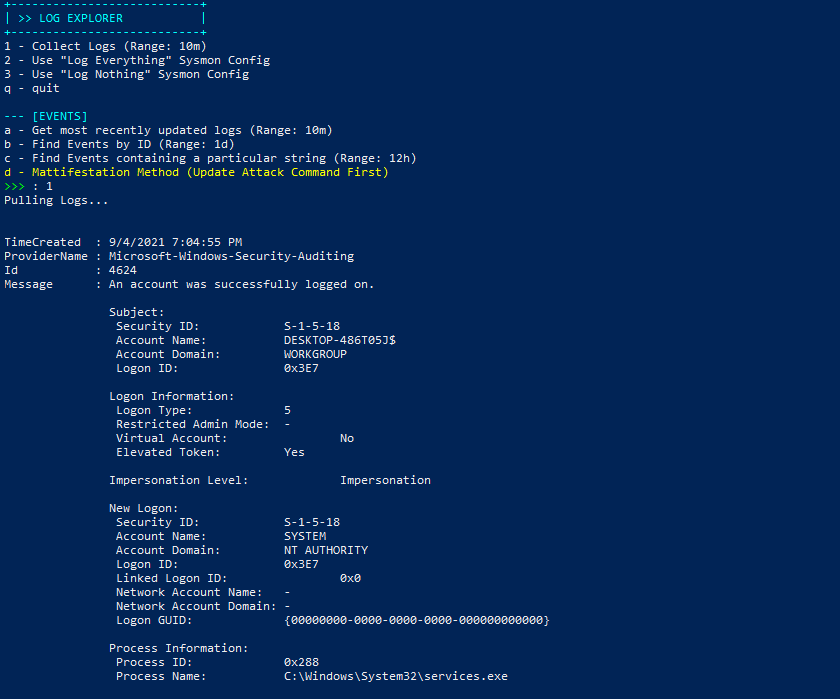 +---------------------------+
| >> LOG EXPLORER           |
+---------------------------+
1 - Collect Logs (Range: 10m)
2 - Use "Log Everything" Sysmon Config
3 - Use "Log Nothing" Sysmon Config
q - quit

--- [EVENTS]
a - Get most recently updated logs (Range: 10m)
b - Find Events by ID (Range: 1d)
c - Find Events containing a particular string (Range: 12h)
d - Mattifestation Method (Update Attack Command First)
>>> : 1
Pulling Logs...

TimeCreated  : 9/4/2021 7:04:55 PM
ProviderName : Microsoft-Windows-Security-Auditing
Id           : 4624
Message      : An account was successfully logged on.

Subject:
Security ID: S-1-5-18
Account Name: DESKTOP-486T05J$
Account Domain: WORKGROUP
Logon ID: 0x3E7

Logon Information:
Logon Type: 5
Restricted Admin Mode: -
Virtual Account: No
Elevated Token: Yes

Impersonation Level: Impersonation

New Logon:
Security ID: S-1-5-18
Account Name: SYSTEM
Account Domain: NT AUTHORITY
Logon ID: 0x3E7
Linked Logon ID: 0x0
Network Account Name: -
Network Account Domain: -
Logon GUID: {00000000-0000-0000-0000-000000000000}

Process Information:
Process ID: 0x288
Process Name: C:\Windows\System32\services.exe